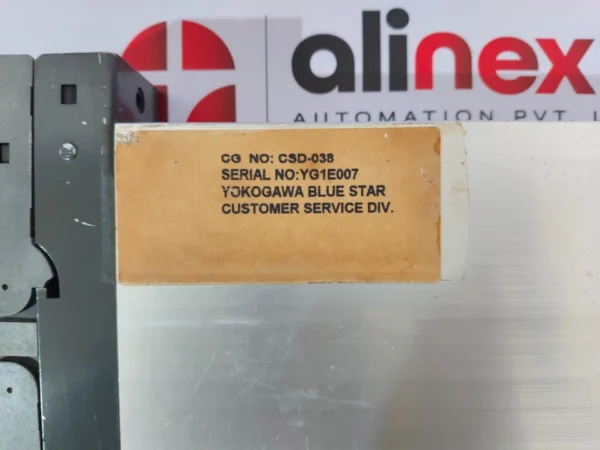 alinex
AUTOMATION PVT. L
CG NO: CSD-038
SERIAL NO:YG1E007
YOKOGAWA BLUE STAR
CUSTOMER SERVICE DIV.